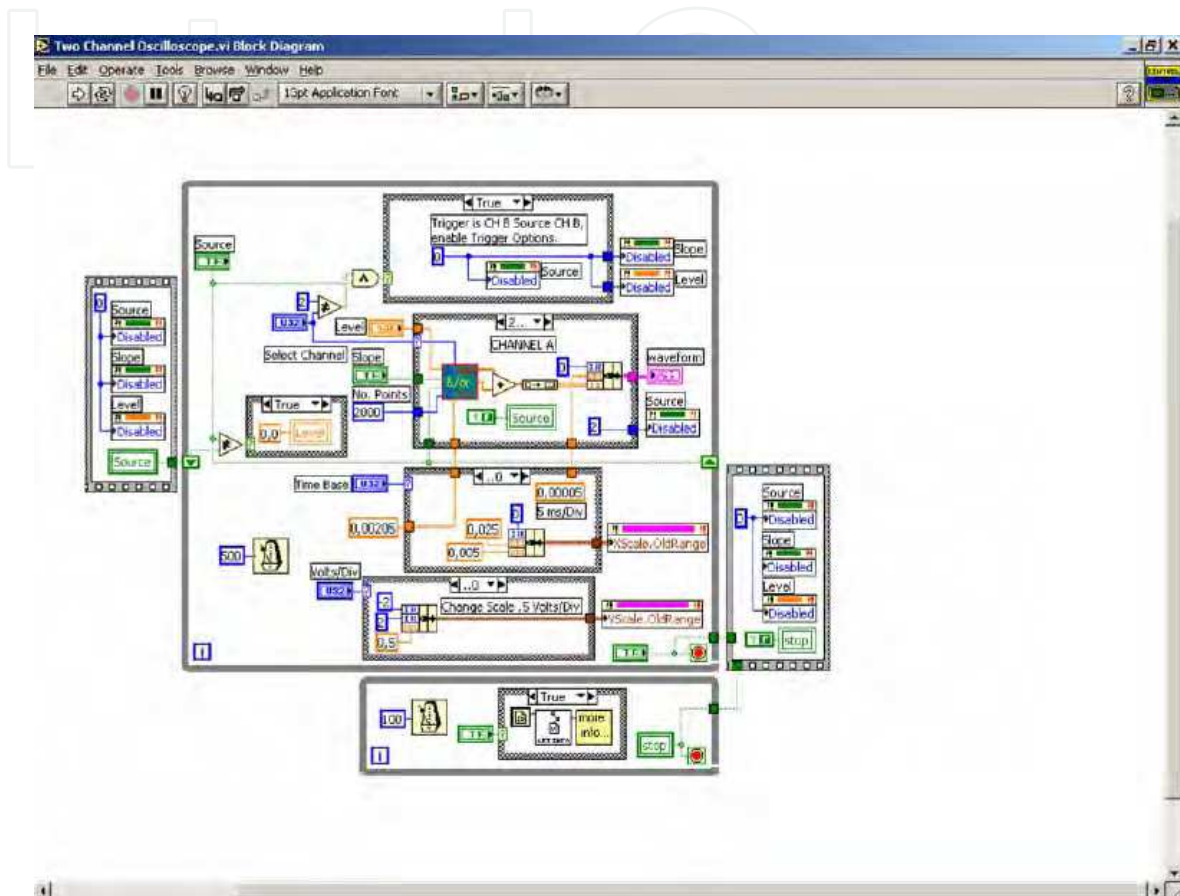 Two Channel Oscilloscope.vi Block Diagram
File Edit Operate Tools Browse Window Help
13pt Application Font
True
Trigger is CH B Source CH B,
enable Trigger Options.
0
Source
Disabled
Slope
Disabled
Level
Disabled
Source
2
U32
Select Channel
Level
Slope
No. Points
2000
2...
CHANNEL A
0
Source
waveform
Source
2
Disabled
0
Source
Disabled
Slope
Disabled
Level
Disabled
Source
True
0,0
Level
Time Base
U32
..0
0,00005
5 ms/Div
0,00205
0
0,025
0,005
XScale.OldRange
500
Volts/Div
U32
..0
Change Scale .5 Volts/Div
-2
2
0,5
YScale.OldRange
i
0
Source
Disabled
Slope
Disabled
Level
Disabled
stop
100
True
more
info...
stop
i